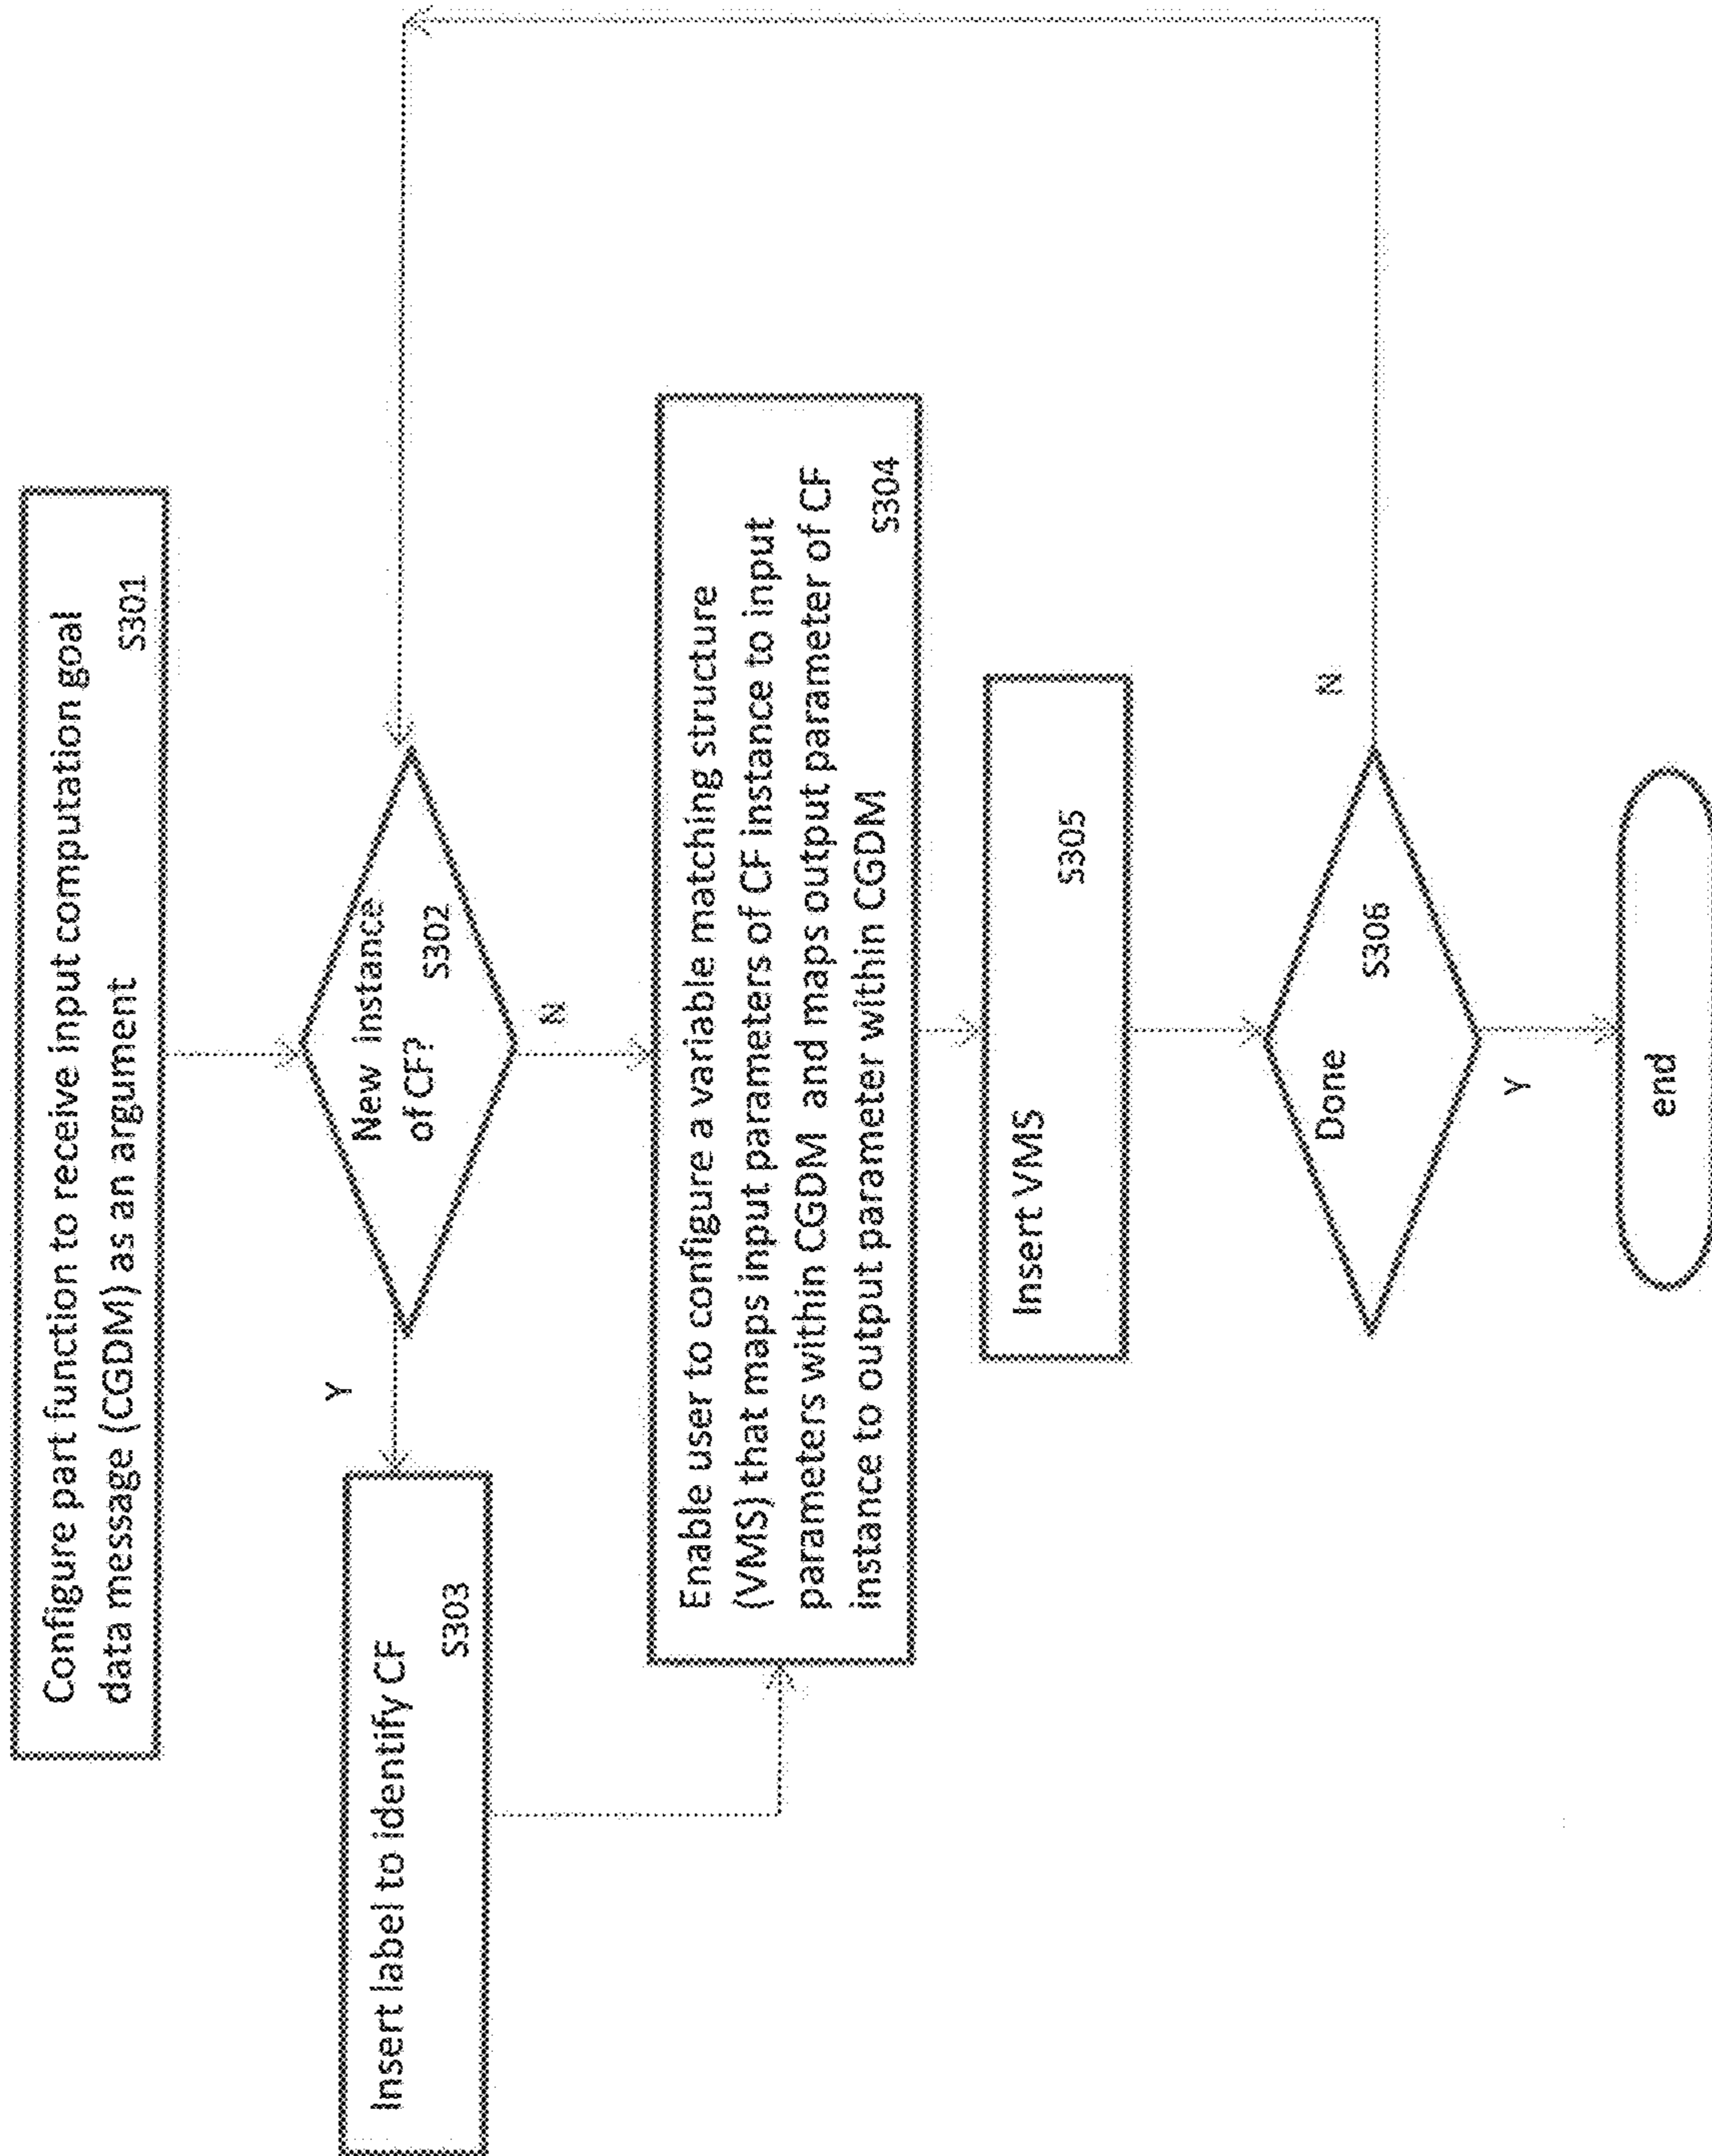 Configure part function to receive input computation goal
data message (CGDM) as an argument
S301
New instance
of CF?
S302
Y
N
Insert label to identify CF
S303
Enable user to configure a variable matching structure
(VMS) that maps input parameters of CF instance to input
parameters within CGDM and maps output parameter of CF
instance to output parameter within CGDM
S304
Insert VMS
S305
Done
S306
N
Y
end